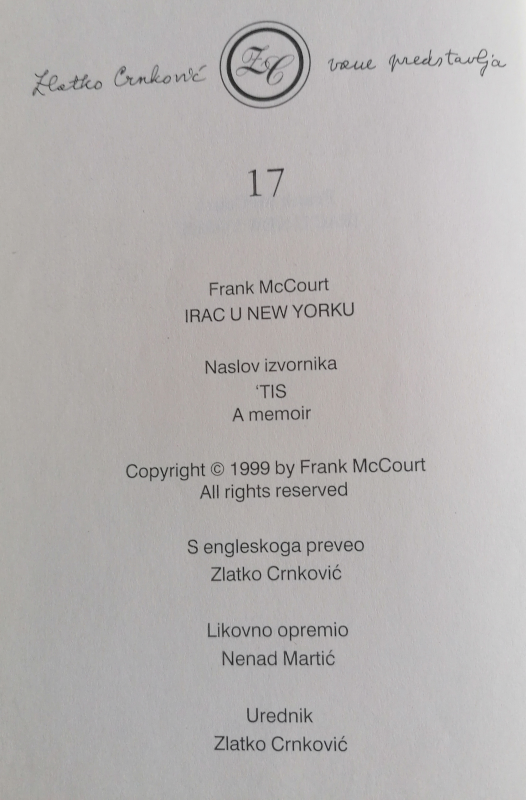 Zlatko Crnković ZC vam predstavlja
17
Frank McCourt
IRAC U NEW YORKU
Naslov izvornika
‘TIS
A memoir
Copyright © 1999 by Frank McCourt
All rights reserved
S engleskoga preveo
Zlatko Crnković
Likovno opremio
Nenad Martić
Urednik
Zlatko Crnković